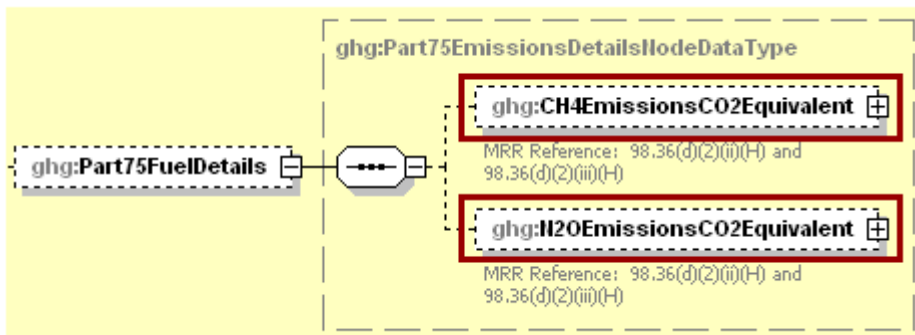 ghg:Part75EmissionsDetailsNodeDataType
ghg:CH4EmissionsCO2Equivalent
MRR Reference: 98.36(d)(2)(ii)(H) and
98.36(d)(2)(iii)(H)
ghg:Part75FuelDetails
ghg:N2OEmissionsCO2Equivalent
MRR Reference: 98.36(d)(2)(ii)(H) and
98.36(d)(2)(iii)(H)